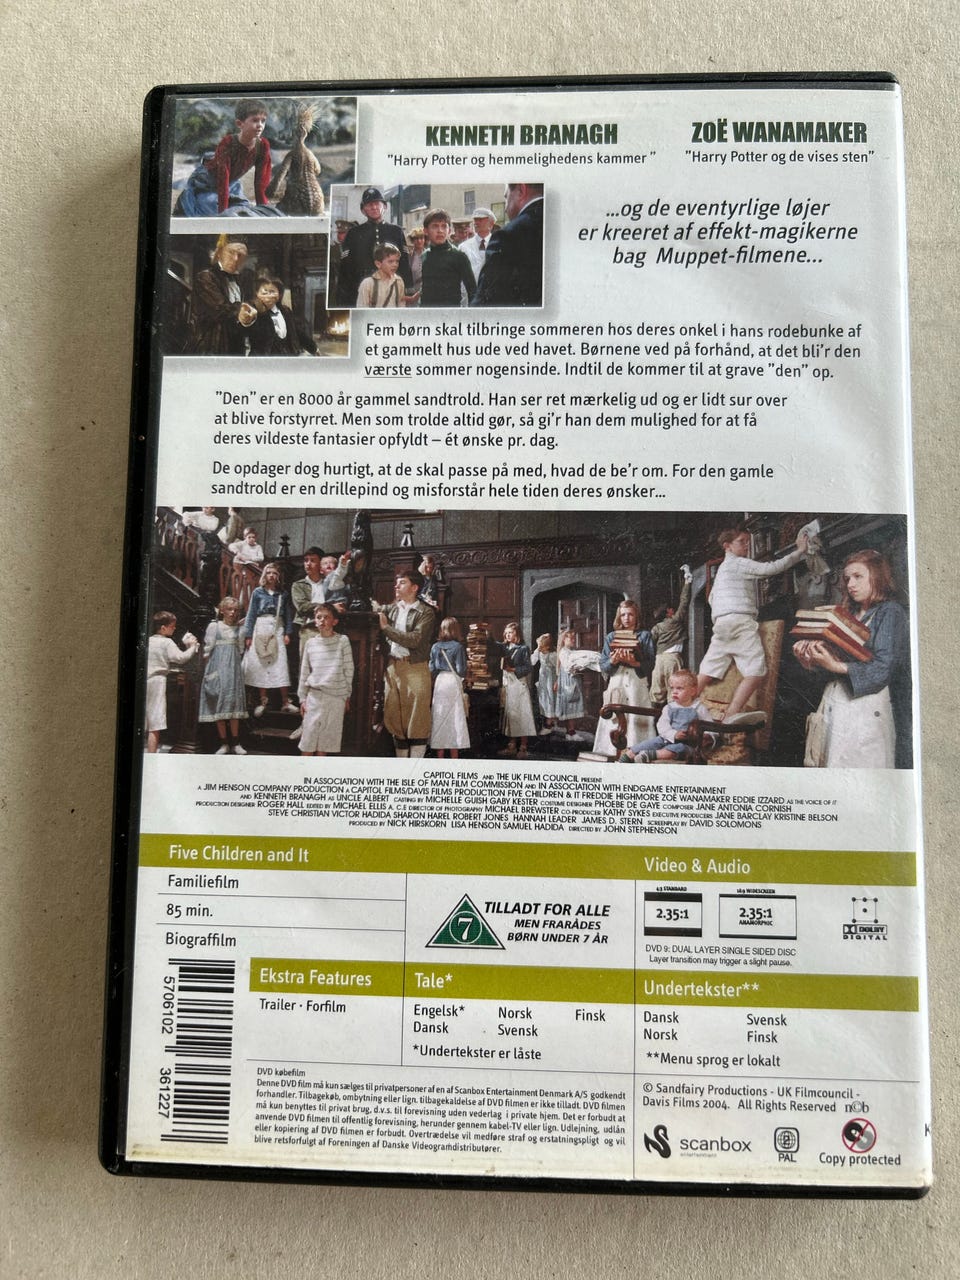 KENNETH BRANAGH
"Harry Potter og hemmelighedens kammer "
ZOË WANAMAKER
"Harry Potter og de vises sten"
...og de eventyrlige løjer
er kreeret af effekt-magikerne
bag Muppet-filmene...
Fem børn skal tilbringe sommeren hos deres onkel i hans rodebunke af
et gammelt hus ude ved havet. Børnene ved på forhånd, at det bli'r den
værste sommer nogensinde. Indtil de kommer til at grave "den" op.
"Den" er en 8000 år gammel sandtrold. Han ser ret mærkelig ud og er lidt sur over
at blive forstyrret. Men som trolde altid gør, så gi'r han dem mulighed for at få
deres vildeste fantasier opfyldt – ét ønske pr. dag.
De opdager dog hurtigt, at de skal passe på med, hvad de be'r om. For den gamle
sandtrold er en drillepind og misforstår hele tiden deres ønsker...
CAPITOL FILMS AND THE UK FILM COUNCIL PRESENT
IN ASSOCIATION WITH THE ISLE OF MAN FILM COMMISSION AND IN ASSOCIATION WITH ENDGAME ENTERTAINMENT
A JIM HENSON COMPANY PRODUCTION A CAPITOL FILMS/DAVIS FILMS PRODUCTION FIVE CHILDREN & IT FREDDIE HIGHMORE ZOË WANAMAKER EDDIE IZZARD AS THE VOICE OF IT
AND KENNETH BRANAGH AS UNCLE ALBERT CASTING BY MICHELLE GUISH GABY KESTER COSTUME DESIGNER PHOEBE DE GAYE COMPOSER JANE ANTONIA CORNISH
PRODUCTION DESIGNER ROGER HALL EDITED BY MICHAEL ELLIS A.C.E DIRECTOR OF PHOTOGRAPHY MICHAEL BREWSTER CO-PRODUCER KATHY SYKES EXECUTIVE PRODUCERS JANE BARCLAY KRISTINE BELSON
STEVE CHRISTIAN VICTOR HADIDA SHARON HAREL ROBERT JONES HANNAH LEADER JAMES D. STERN SCREENPLAY BY DAVID SOLOMONS
PRODUCED BY NICK HIRSKORN LISA HENSON SAMUEL HADIDA DIRECTED BY JOHN STEPHENSON
Five Children and It
Familiefilm
85 min.
Biograffilm
7
TILLADT FOR ALLE
MEN FRARÅDES
BØRN UNDER 7 ÅR
Video & Audio
4:3 STANDARD
2.35:1
16:9 WIDESCREEN
2.35:1
ANAMORPHIC
DOLBY
DIGITAL
DVD 9: DUAL LAYER SINGLE SIDED DISC
Layer transition may trigger a slight pause.
Ekstra Features
Trailer · Forfilm
Tale*
Engelsk* Norsk Finsk
Dansk Svensk
*Undertekster er låste
Undertekster**
Dansk Svensk
Norsk Finsk
**Menu sprog er lokalt
5706102 361227
DVD købefilm
Denne DVD film må kun sælges til privatpersoner af en af Scanbox Entertainment Denmark A/S godkendt
forhandler. Tilbagekøb, ombytning eller lign. tilbagekaldelse af DVD filmen er ikke tilladt. DVD filmen
må kun benyttes til privat brug, d.v.s. til forevisning uden vederlag i private hjem. Det er forbudt at
anvende DVD filmen til offentlig forevisning, herunder gennem kabel-TV eller lign. Udlejning, udlån
eller kopiering af DVD filmen er forbudt. Overtrædelse vil medføre straf og erstatningspligt og vil
blive retsforfulgt af Foreningen af Danske Videogramdistributører.
© Sandfairy Productions - UK Filmcouncil -
Davis Films 2004. All Rights Reserved n©b
scanbox
entertainment
2
PAL
Copy protected